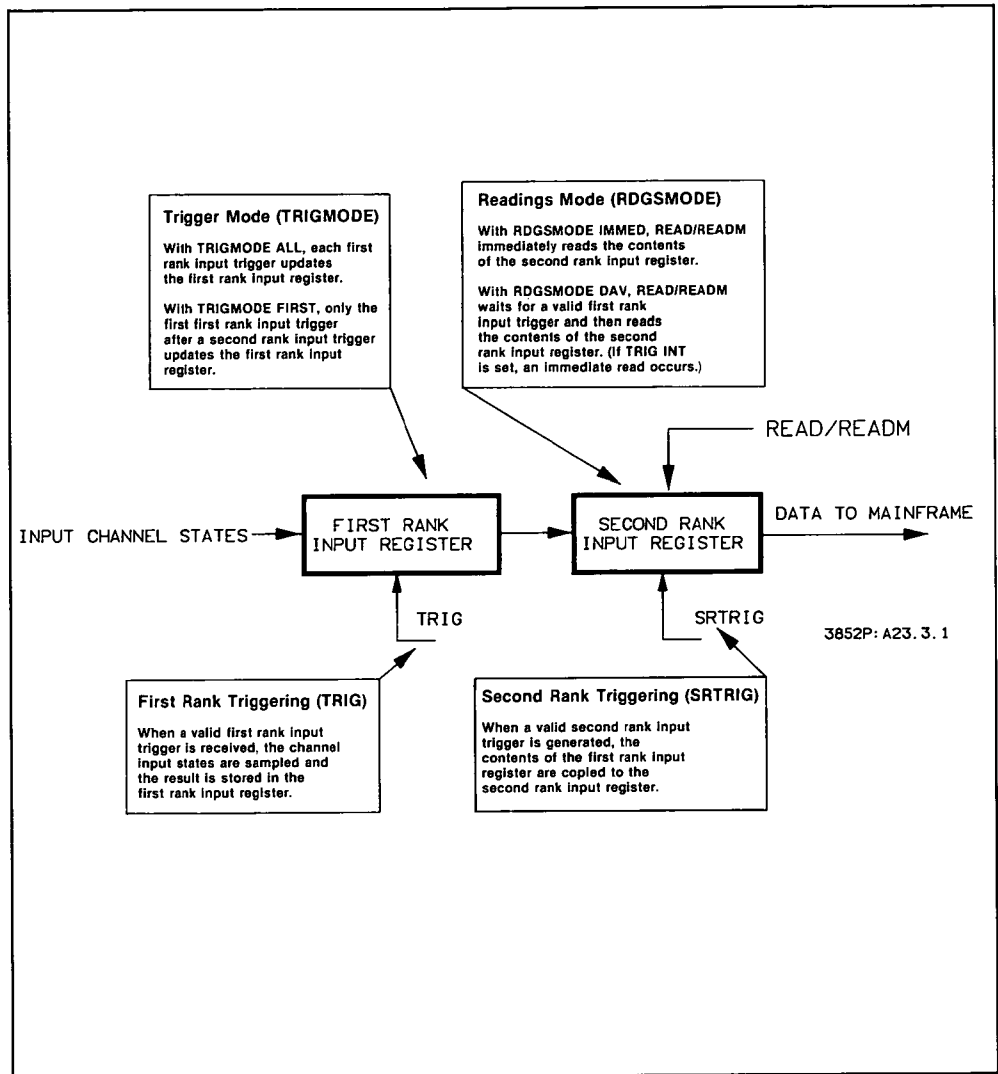 Trigger Mode (TRIGMODE)
With TRIGMODE ALL, each first
rank input trigger updates
the first rank input register.
With TRIGMODE FIRST, only the
first first rank input trigger
after a second rank input trigger
updates the first rank input
register.
Readings Mode (RDGSMODE)
With RDGSMODE IMMED, READ/READM
immediately reads the contents
of the second rank input register.
With RDGSMODE DAV, READ/READM
waits for a valid first rank
input trigger and then reads
the contents of the second
rank input register. (If TRIG INT
is set, an immediate read occurs.)
READ/READM
INPUT CHANNEL STATES
FIRST RANK
INPUT REGISTER
SECOND RANK
INPUT REGISTER
DATA TO MAINFRAME
TRIG
SRTRIG
3852P: A23.3.1
First Rank Triggering (TRIG)
When a valid first rank input
trigger is received, the channel
input states are sampled and
the result is stored in the
first rank input register.
Second Rank Triggering (SRTRIG)
When a valid second rank input
trigger is generated, the
contents of the first rank input
register are copied to the
second rank input register.